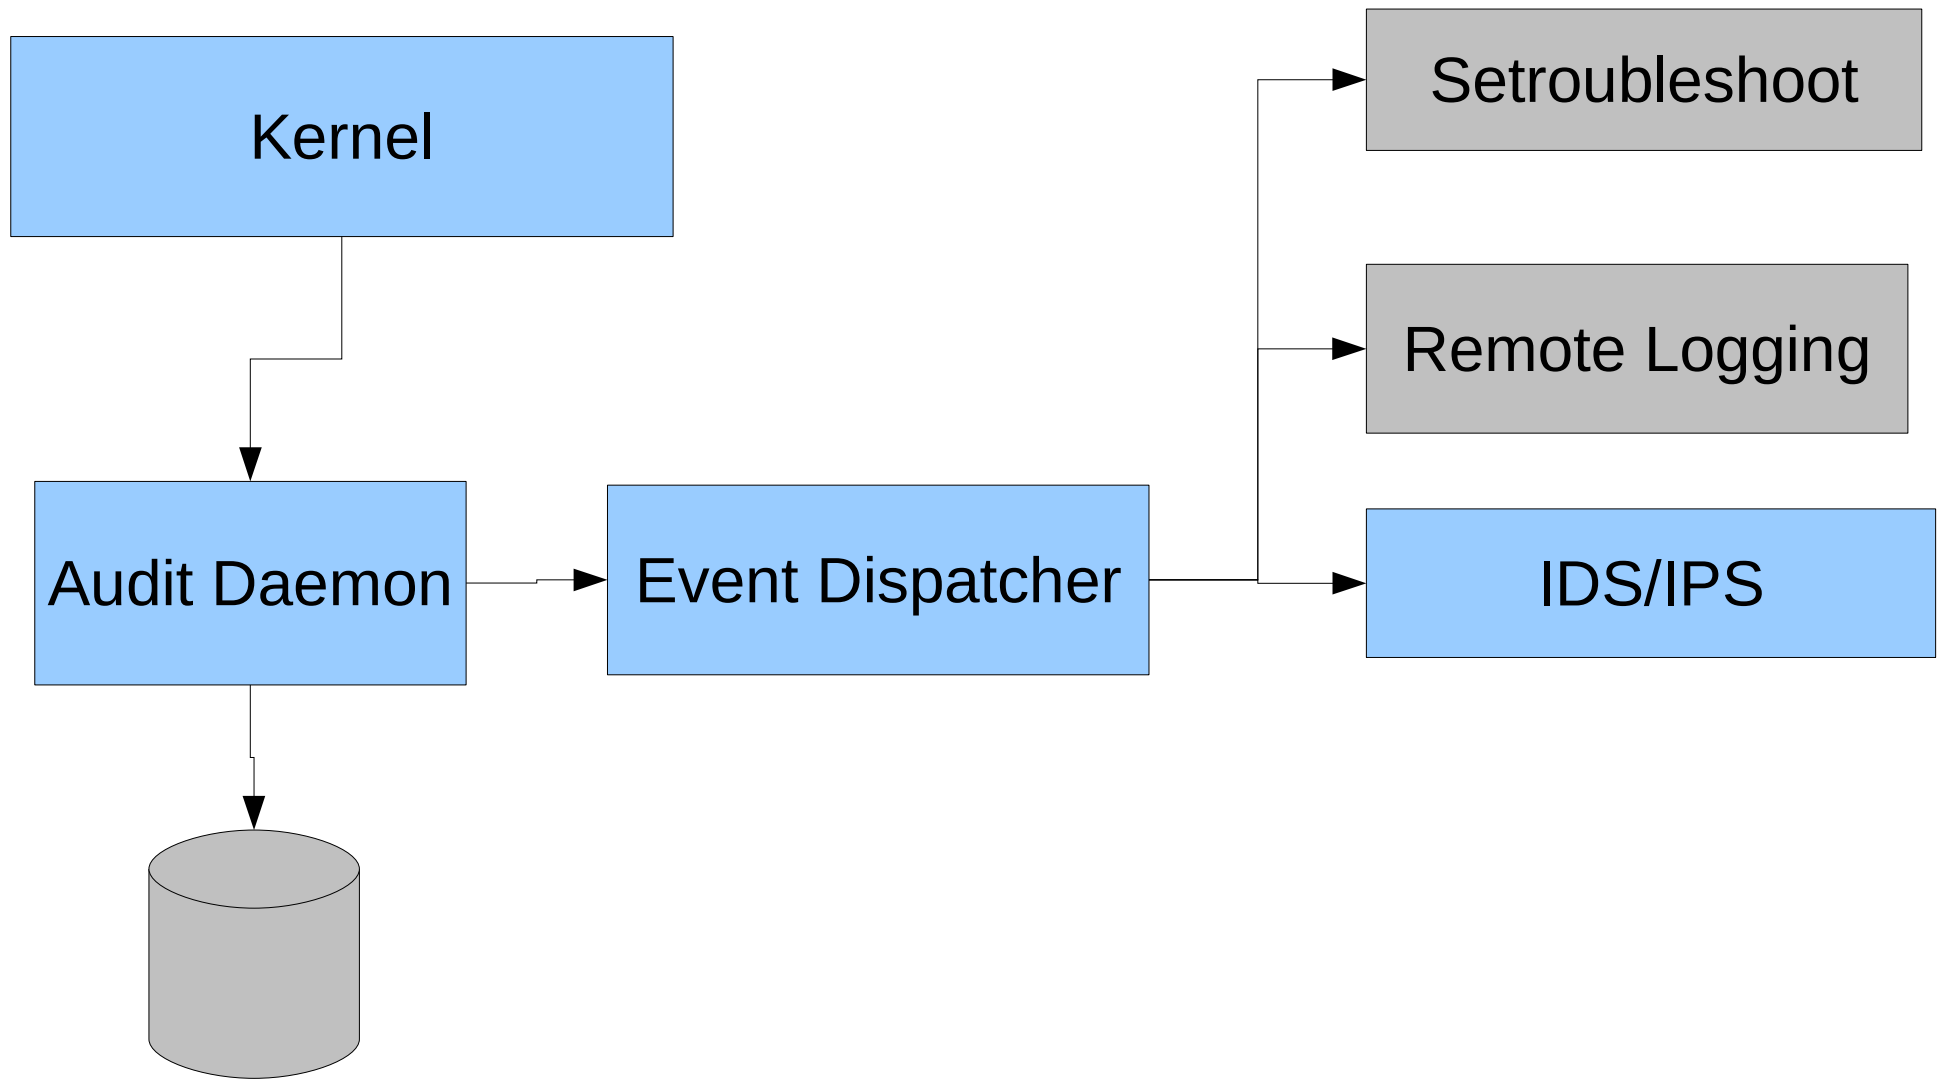 Kernel
Setroubleshoot
Remote Logging
Audit Daemon
Event Dispatcher
IDS/IPS